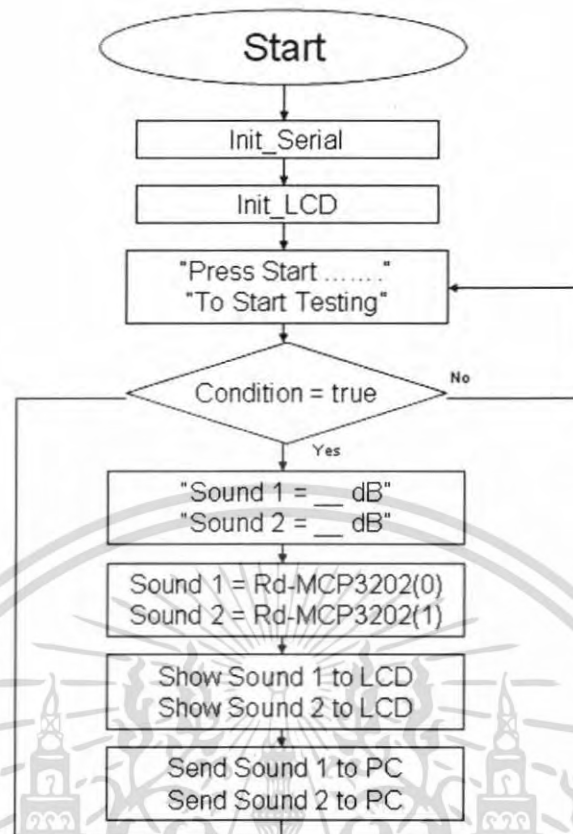 Start
Init_Serial
Init_LCD
"Press Start ........"
"To Start Testing"
Condition = true
No
Yes
"Sound 1 = __ dB"
"Sound 2 = __ dB"
Sound 1 = Rd-MCP3202(0)
Sound 2 = Rd-MCP3202(1)
Show Sound 1 to LCD
Show Sound 2 to LCD
Send Sound 1 to PC
Send Sound 2 to PC